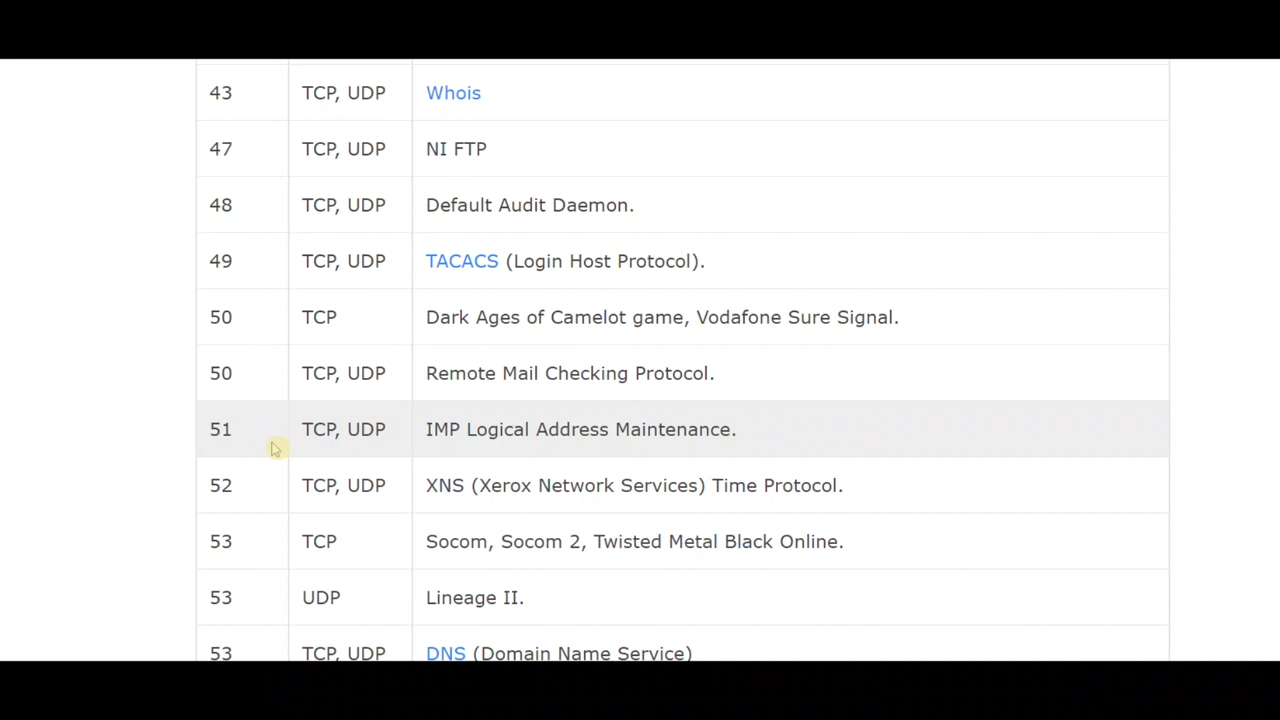 43 TCP, UDP Whois
47 TCP, UDP NI FTP
48 TCP, UDP Default Audit Daemon.
49 TCP, UDP TACACS (Login Host Protocol).
50 TCP Dark Ages of Camelot game, Vodafone Sure Signal.
50 TCP, UDP Remote Mail Checking Protocol.
51 TCP, UDP IMP Logical Address Maintenance.
52 TCP, UDP XNS (Xerox Network Services) Time Protocol.
53 TCP Socom, Socom 2, Twisted Metal Black Online.
53 UDP Lineage II.
53 TCP, UDP DNS (Domain Name Service)